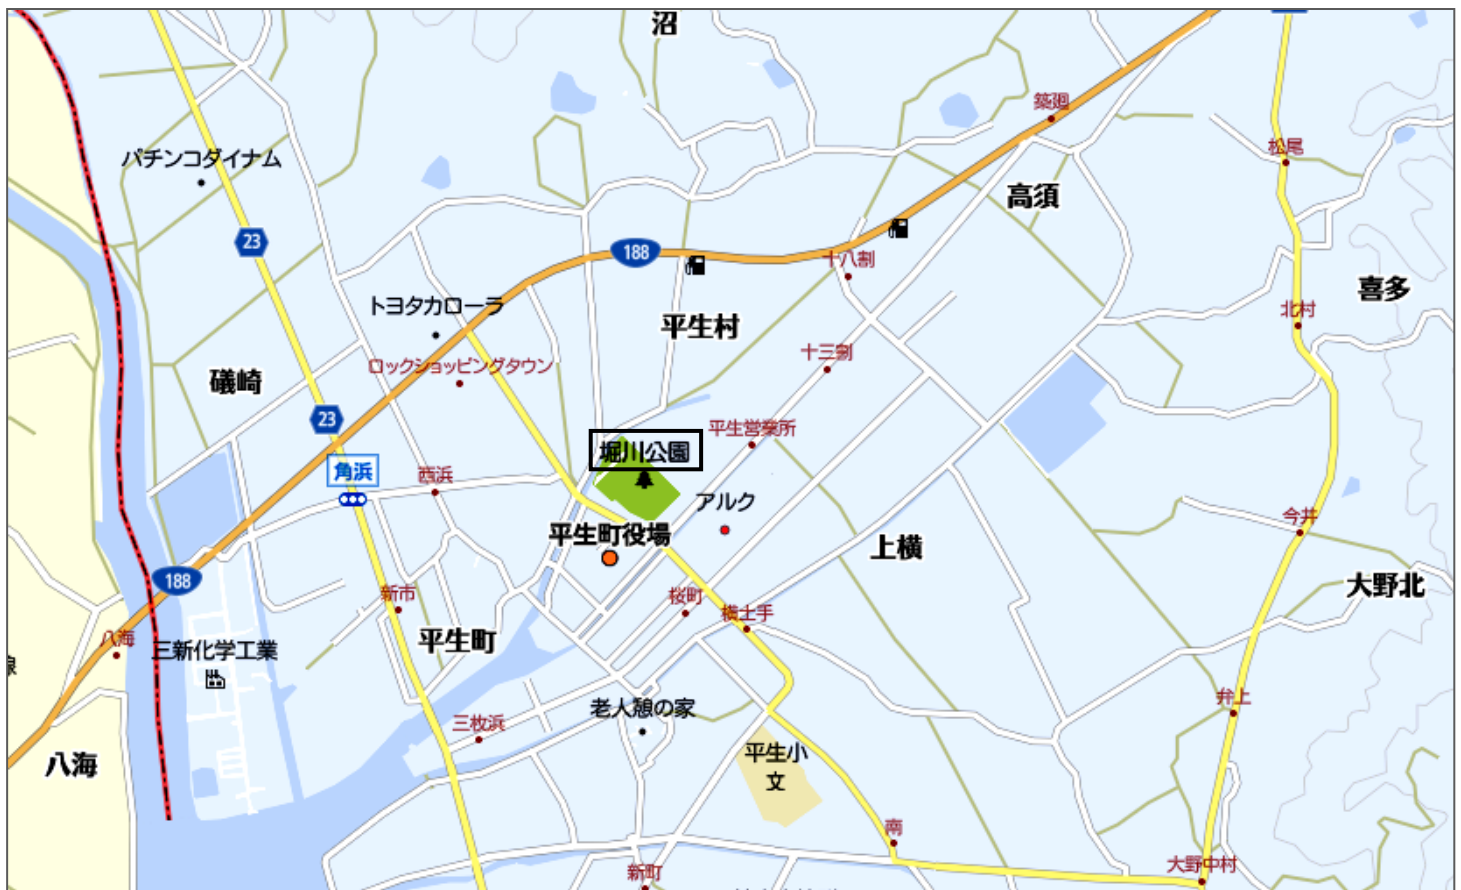 沼
築廻
松尾
パチンコダイナム
高須
23
188
十八割
喜多
トヨタカローラ
北村
平生村
十三割
ロックショッピングタウン
礒崎
23
平生営業所
堀川公園
角浜
西浜
アルク
今井
平生町役場
上横
188
大野北
新市
桜町
横土手
八海
平生町
三新化学工業
弁上
老人憩の家
三枚浜
平生小
八海
文
南
大野中村
新町